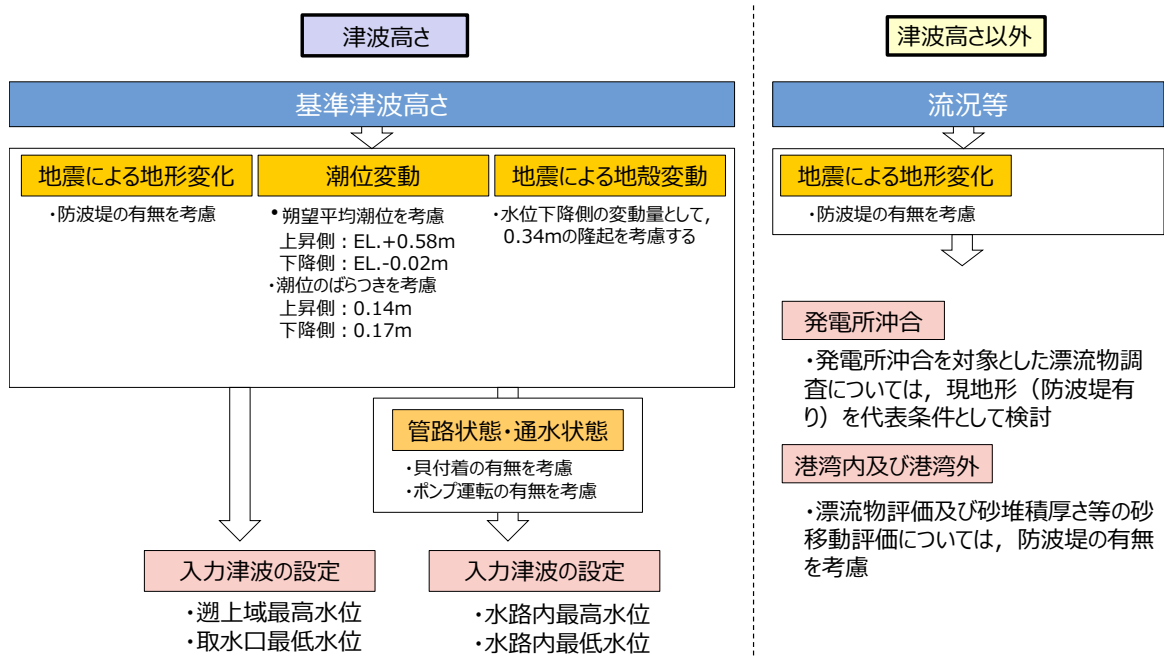 津波高さ
基準津波高さ
地震による地形変化
・防波堤の有無を考慮
潮位変動
・朔望平均潮位を考慮
上昇側：EL.+0.58m
下降側：EL.-0.02m
・潮位のばらつきを考慮
上昇側：0.14m
下降側：0.17m
地震による地殻変動
・水位下降側の変動量として，
0.34mの隆起を考慮する
管路状態・通水状態
・貝付着の有無を考慮
・ポンプ運転の有無を考慮
入力津波の設定
・遡上域最高水位
・取水口最低水位
入力津波の設定
・水路内最高水位
・水路内最低水位
津波高さ以外
流況等
地震による地形変化
・防波堤の有無を考慮
発電所沖合
・発電所沖合を対象とした漂流物調
査については，現地形（防波堤有
り）を代表条件として検討
港湾内及び港湾外
・漂流物評価及び砂堆積厚さ等の砂
移動評価については，防波堤の有無
を考慮